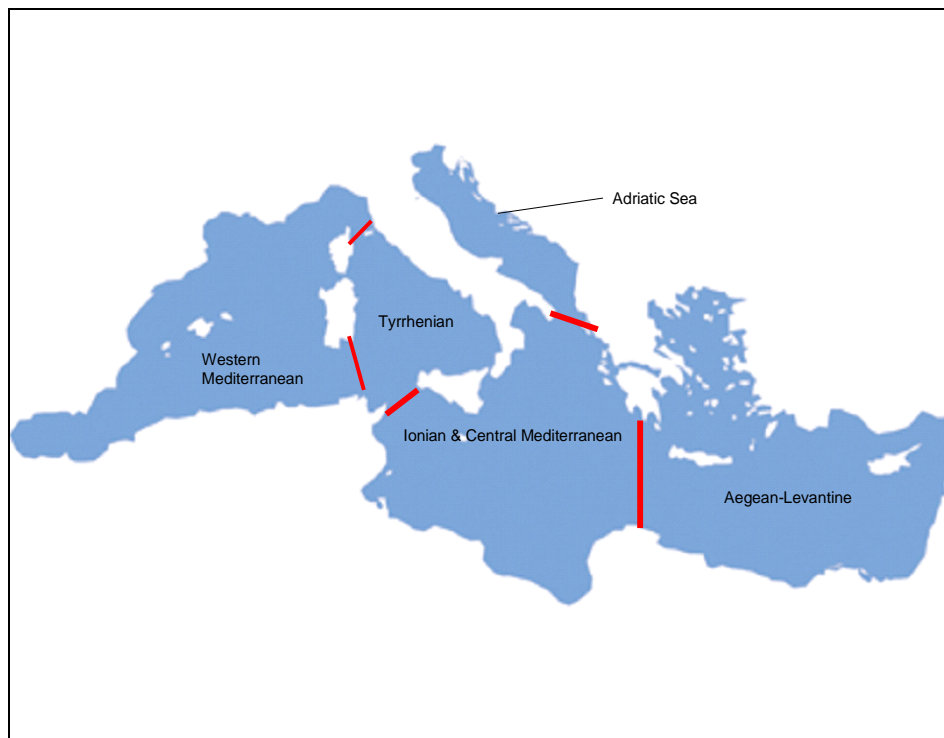 Adriatic Sea
Tyrrhenian
Western
Mediterranean
Ionian & Central Mediterranean
Aegean-Levantine